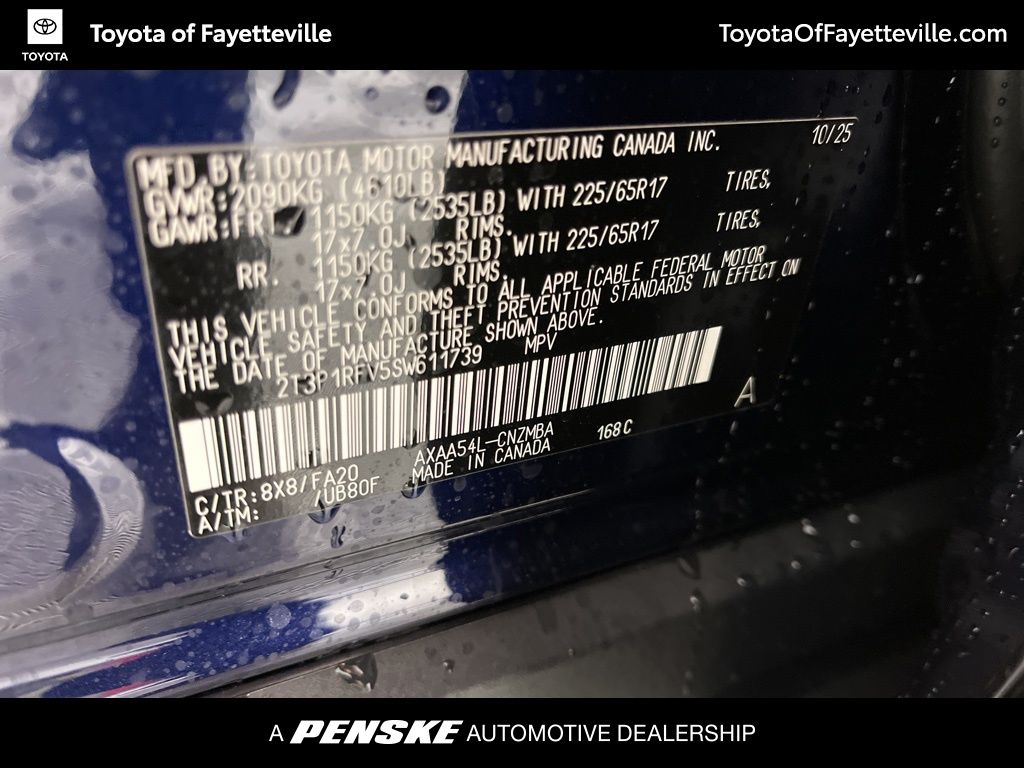 TOYOTA
Toyota of Fayetteville
ToyotaOfFayetteville.com
10/25
MFD. BY: TOYOTA MOTOR MANUFACTURING CANADA INC.
GVWR: 2090KG (4610LB)
GAWR: FR 1150KG (2535LB) WITH 225/65R17 TIRES,
17x7.0J RIMS.
RR. 1150KG (2535LB) WITH 225/65R17 TIRES,
17x7.0J RIMS.
THIS VEHICLE CONFORMS TO ALL APPLICABLE FEDERAL MOTOR
VEHICLE SAFETY AND THEFT PREVENTION STANDARDS IN EFFECT ON
THE DATE OF MANUFACTURE SHOWN ABOVE.
2T3P1RFV5SW611739 MPV
A
C/TR: 8X8/FA20 AXAA54L-CNZMBA 168C
A/TM: /UB80F MADE IN CANADA
A PENSKE AUTOMOTIVE DEALERSHIP